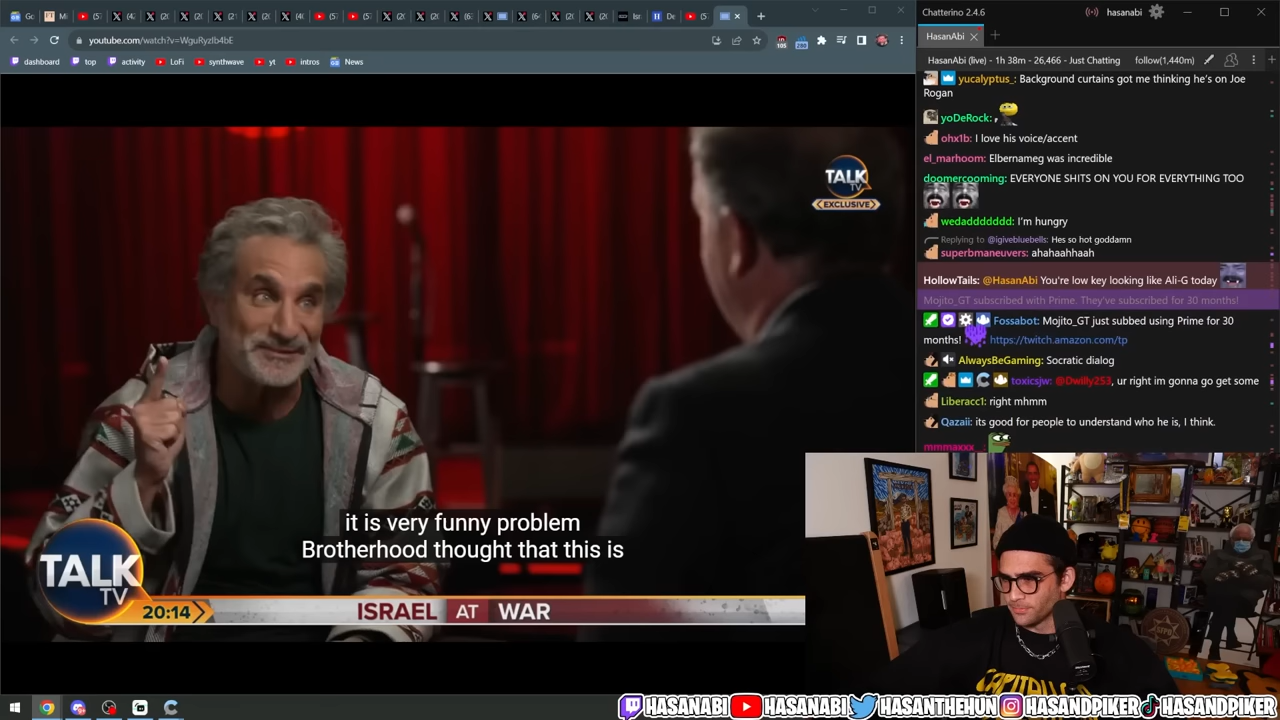 youtube.com/watch?v=WguRyzIb4bE
dashboard
top
activity
LoFi
synthwave
yt
intros
News
TALK
TV
EXCLUSIVE
it is very funny problem
Brotherhood thought that this is
TALK
TV
20:14
ISRAEL AT WAR
Chatterino 2.4.6
hasanabi
HasanAbi
HasanAbi (live) - 1h 38m - 26,466 - Just Chatting
follow(1,440m)
yucalyptus_: Background curtains got me thinking he's on Joe
Rogan
yoDeRock: ,
ohx1b: I love his voice/accent
el_marhoom: Elbernameg was incredible
doomercooming: EVERYONE SHITS ON YOU FOR EVERYTHING TOO
wedaddddddd: I'm hungry
Replying to @igivebluebells: Hes so hot goddamn
superbmaneuvers: ahahaahhaah
HollowTails: @HasanAbi You're low key looking like Ali-G today
Mojito_GT subscribed with Prime. They've subscribed for 30 months!
Fossabot: Mojito_GT just subbed using Prime for 30
months! https://twitch.amazon.com/tp
AlwaysBeGaming: Socratic dialog
toxicsjw: @Dwilly253, ur right im gonna go get some
Liberacc1: right mhmm
Qazaii: its good for people to understand who he is, I think.
HASANABI
HASANABI
HASANTHEHUN
HASANDPIKER
HASANDPIKER